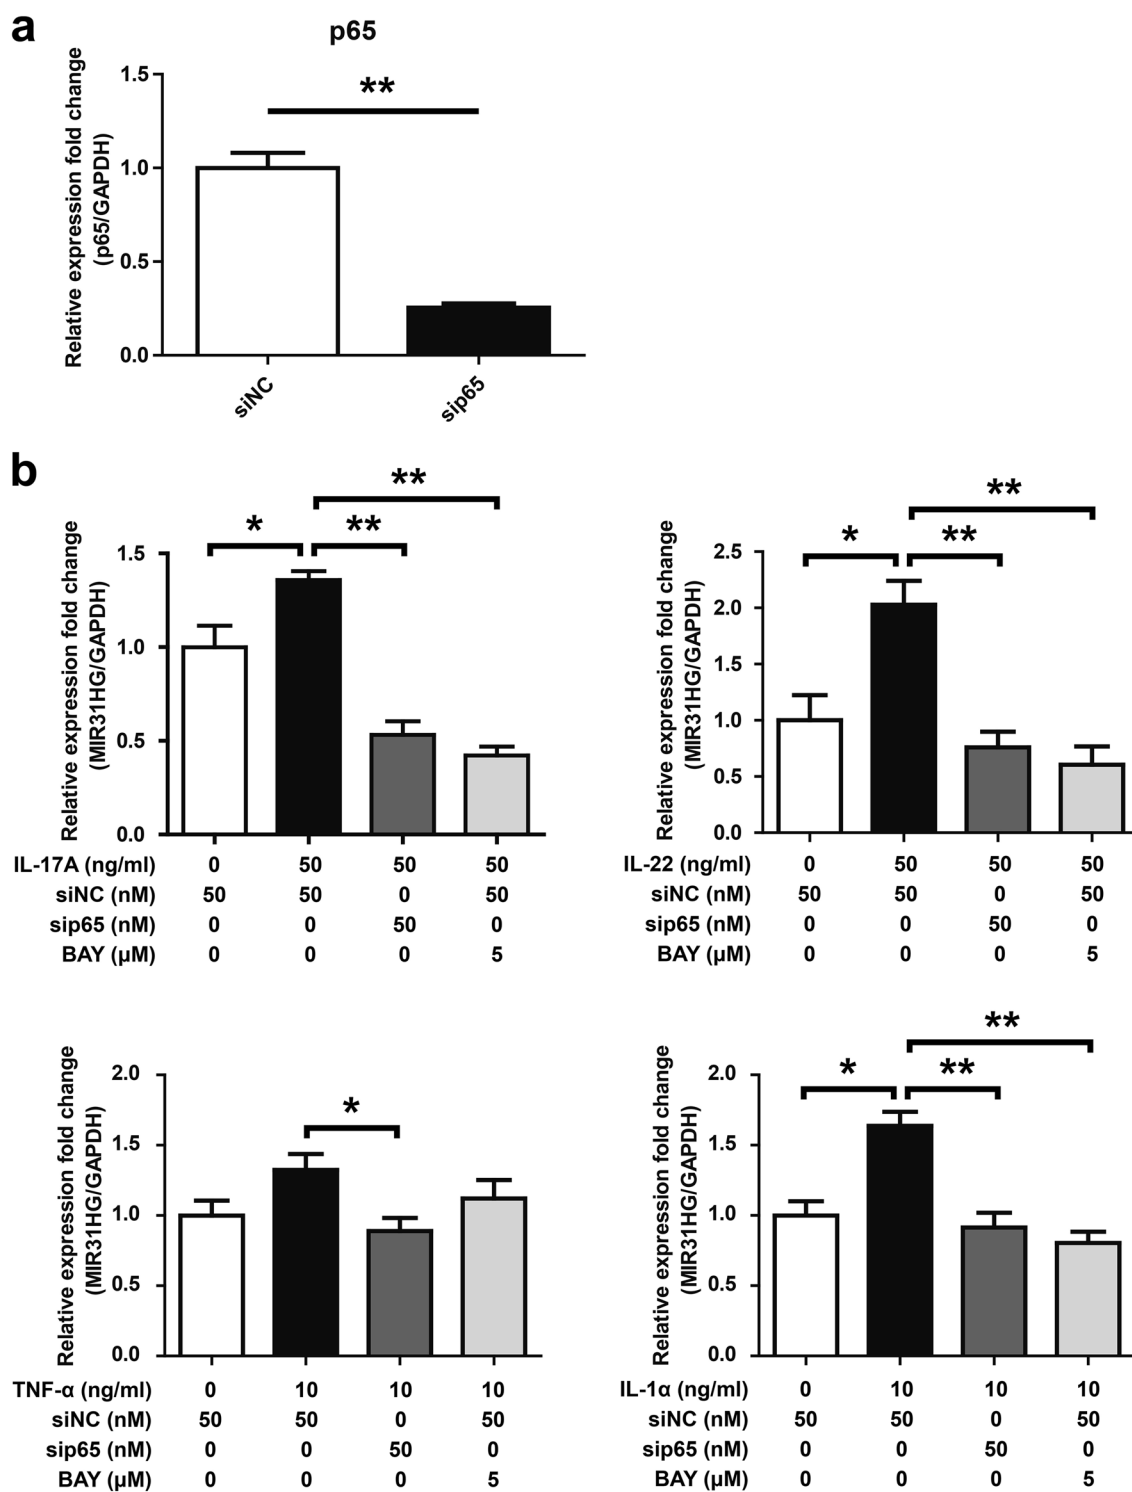 a
p65
Relative expression fold change
(p65/GAPDH)
1.5
1.0
0.5
0.0
**
siNC
sip65
b
Relative expression fold change
(MIR31HG/GAPDH)
1.5
1.0
0.5
0.0
*
**
**
IL-17A (ng/ml) 0 50 50 50
siNC (nM) 50 50 0 50
sip65 (nM) 0 0 50 0
BAY (μM) 0 0 0 5
Relative expression fold change
(MIR31HG/GAPDH)
2.5
2.0
1.5
1.0
0.5
0.0
*
**
**
IL-22 (ng/ml) 0 50 50 50
siNC (nM) 50 50 0 50
sip65 (nM) 0 0 50 0
BAY (μM) 0 0 0 5
Relative expression fold change
(MIR31HG/GAPDH)
2.0
1.5
1.0
0.5
0.0
*
TNF-α (ng/ml) 0 10 10 10
siNC (nM) 50 50 0 50
sip65 (nM) 0 0 50 0
BAY (μM) 0 0 0 5
Relative expression fold change
(MIR31HG/GAPDH)
2.0
1.5
1.0
0.5
0.0
*
**
**
IL-1α (ng/ml) 0 10 10 10
siNC (nM) 50 50 0 50
sip65 (nM) 0 0 50 0
BAY (μM) 0 0 0 5